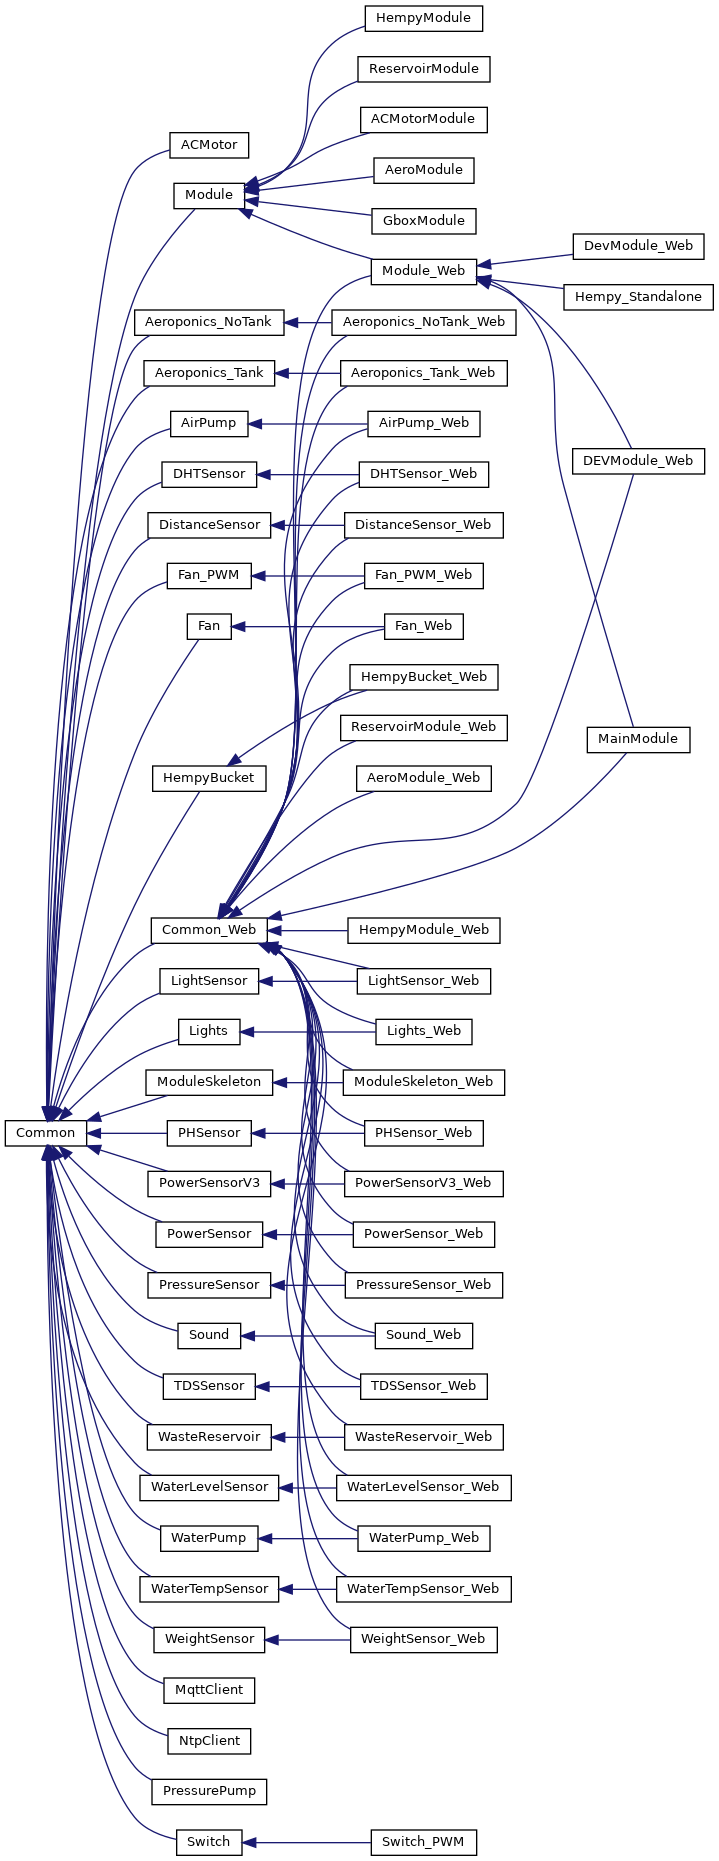 HempyModule
ReservoirModule
ACMotorModule
ACMotor
AeroModule
Module
GboxModule
DevModule_Web
Module_Web
Hempy_Standalone
Aeroponics_NoTank
Aeroponics_NoTank_Web
Aeroponics_Tank
Aeroponics_Tank_Web
AirPump
AirPump_Web
DEVModule_Web
DHTSensor
DHTSensor_Web
DistanceSensor
DistanceSensor_Web
Fan_PWM
Fan_PWM_Web
Fan
Fan_Web
HempyBucket_Web
ReservoirModule_Web
MainModule
HempyBucket
AeroModule_Web
Common_Web
HempyModule_Web
LightSensor
LightSensor_Web
Lights
Lights_Web
ModuleSkeleton
ModuleSkeleton_Web
Common
PHSensor
PHSensor_Web
PowerSensorV3
PowerSensorV3_Web
PowerSensor
PowerSensor_Web
PressureSensor
PressureSensor_Web
Sound
Sound_Web
TDSSensor
TDSSensor_Web
WasteReservoir
WasteReservoir_Web
WaterLevelSensor
WaterLevelSensor_Web
WaterPump
WaterPump_Web
WaterTempSensor
WaterTempSensor_Web
WeightSensor
WeightSensor_Web
MqttClient
NtpClient
PressurePump
Switch
Switch_PWM